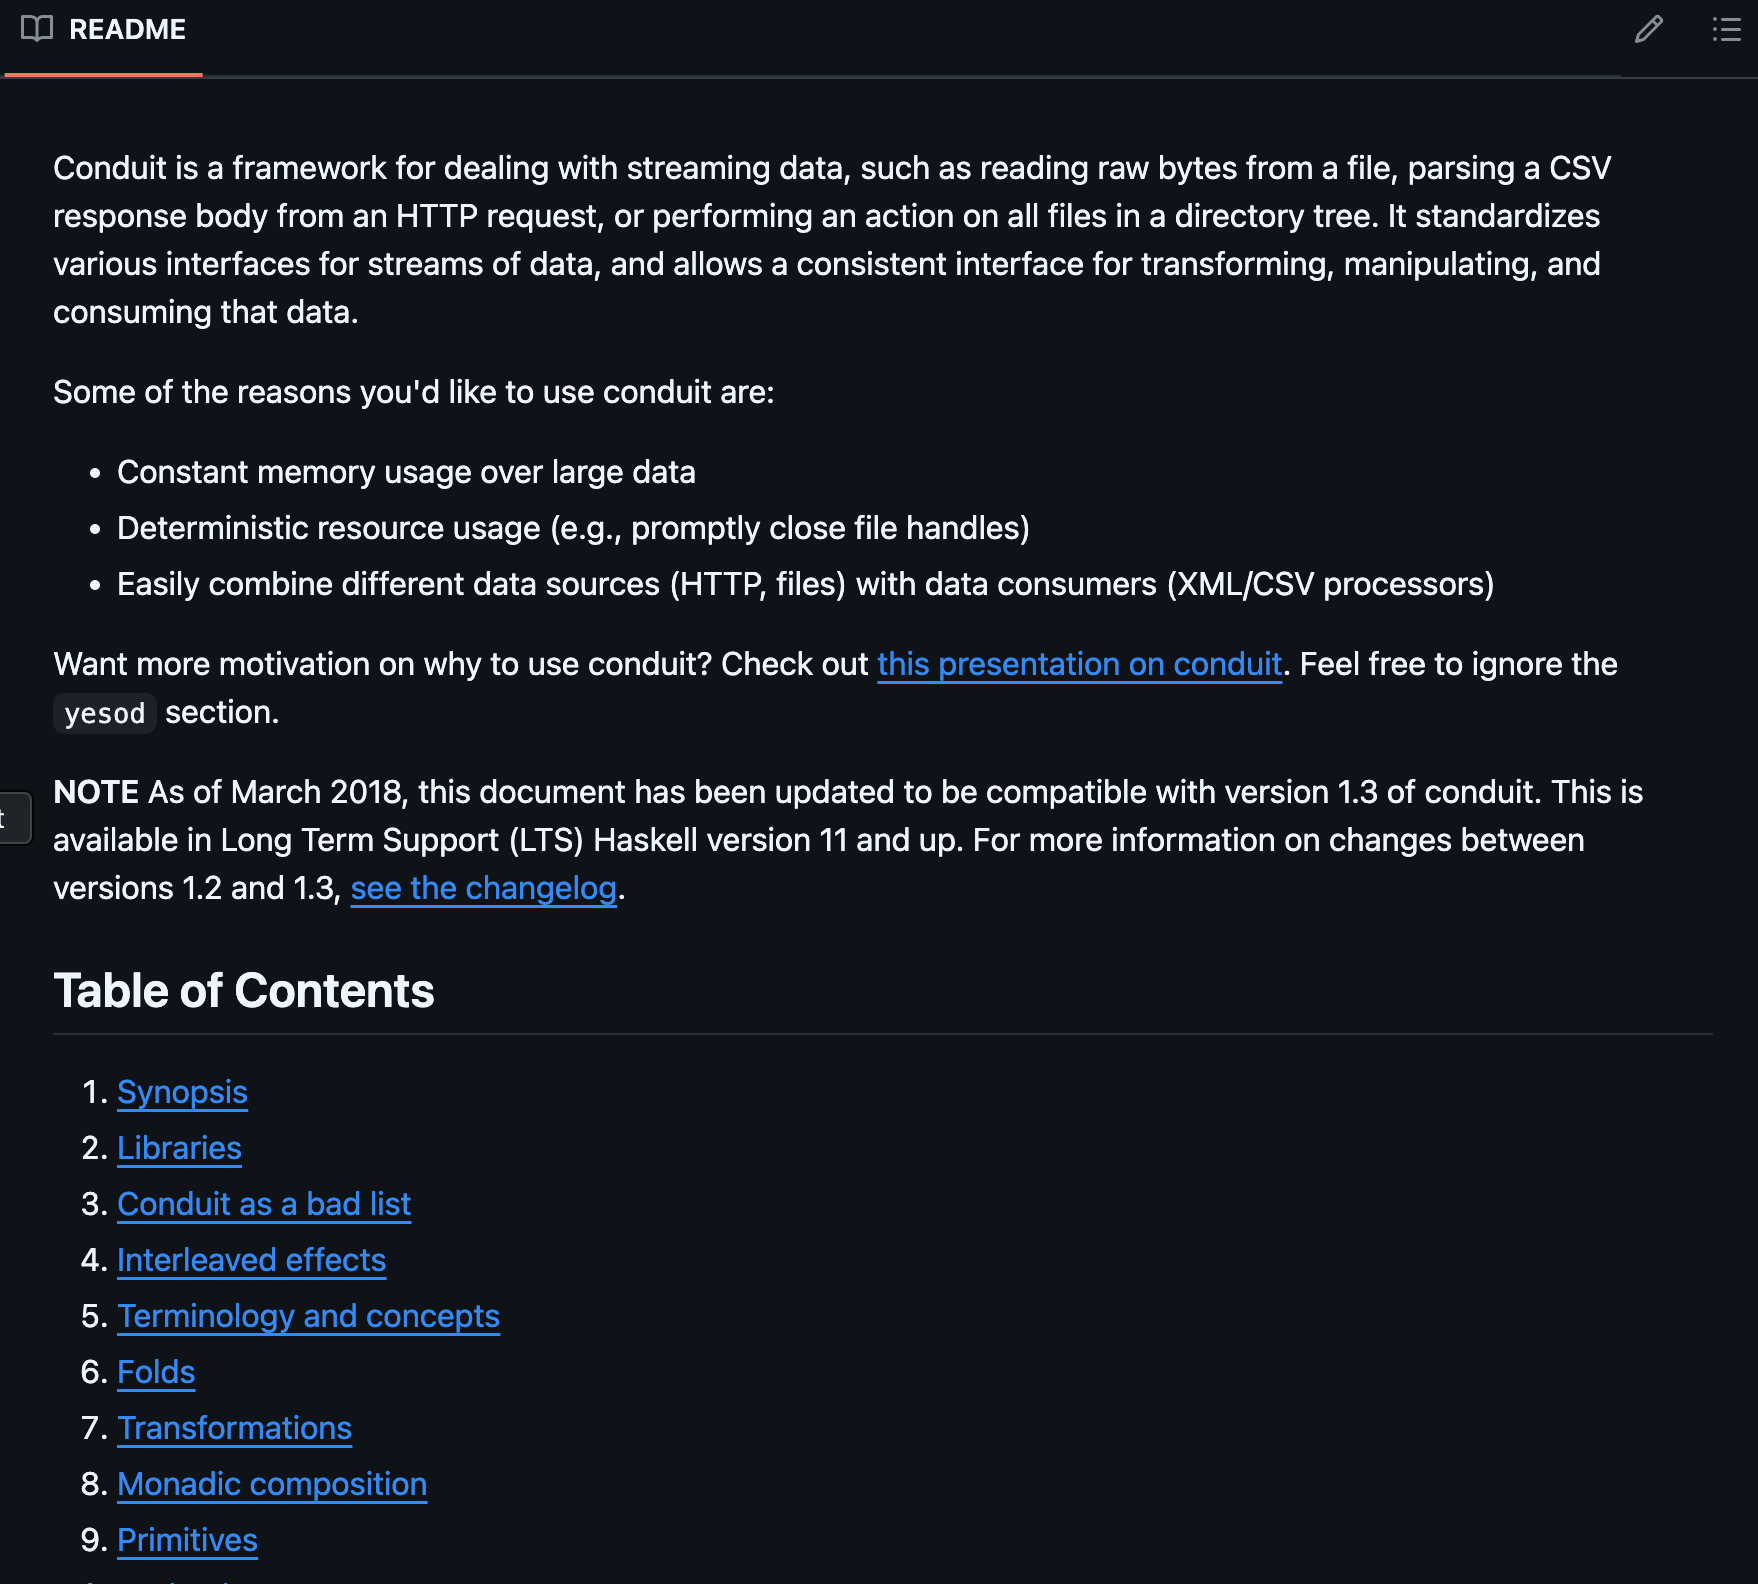 README
Conduit is a framework for dealing with streaming data, such as reading raw bytes from a file, parsing a CSV
response body from an HTTP request, or performing an action on all files in a directory tree. It standardizes
various interfaces for streams of data, and allows a consistent interface for transforming, manipulating, and
consuming that data.
Some of the reasons you'd like to use conduit are:
• Constant memory usage over large data
• Deterministic resource usage (e.g., promptly close file handles)
• Easily combine different data sources (HTTP, files) with data consumers (XML/CSV processors)
Want more motivation on why to use conduit? Check out this presentation on conduit. Feel free to ignore the
yesod section.
NOTE As of March 2018, this document has been updated to be compatible with version 1.3 of conduit. This is
t
available in Long Term Support (LTS) Haskell version 11 and up. For more information on changes between
versions 1.2 and 1.3, see the changelog.
Table of Contents
1. Synopsis
2. Libraries
3. Conduit as a bad list
4. Interleaved effects
5. Terminology and concepts
6. Folds
7. Transformations
8. Monadic composition
9. Primitives